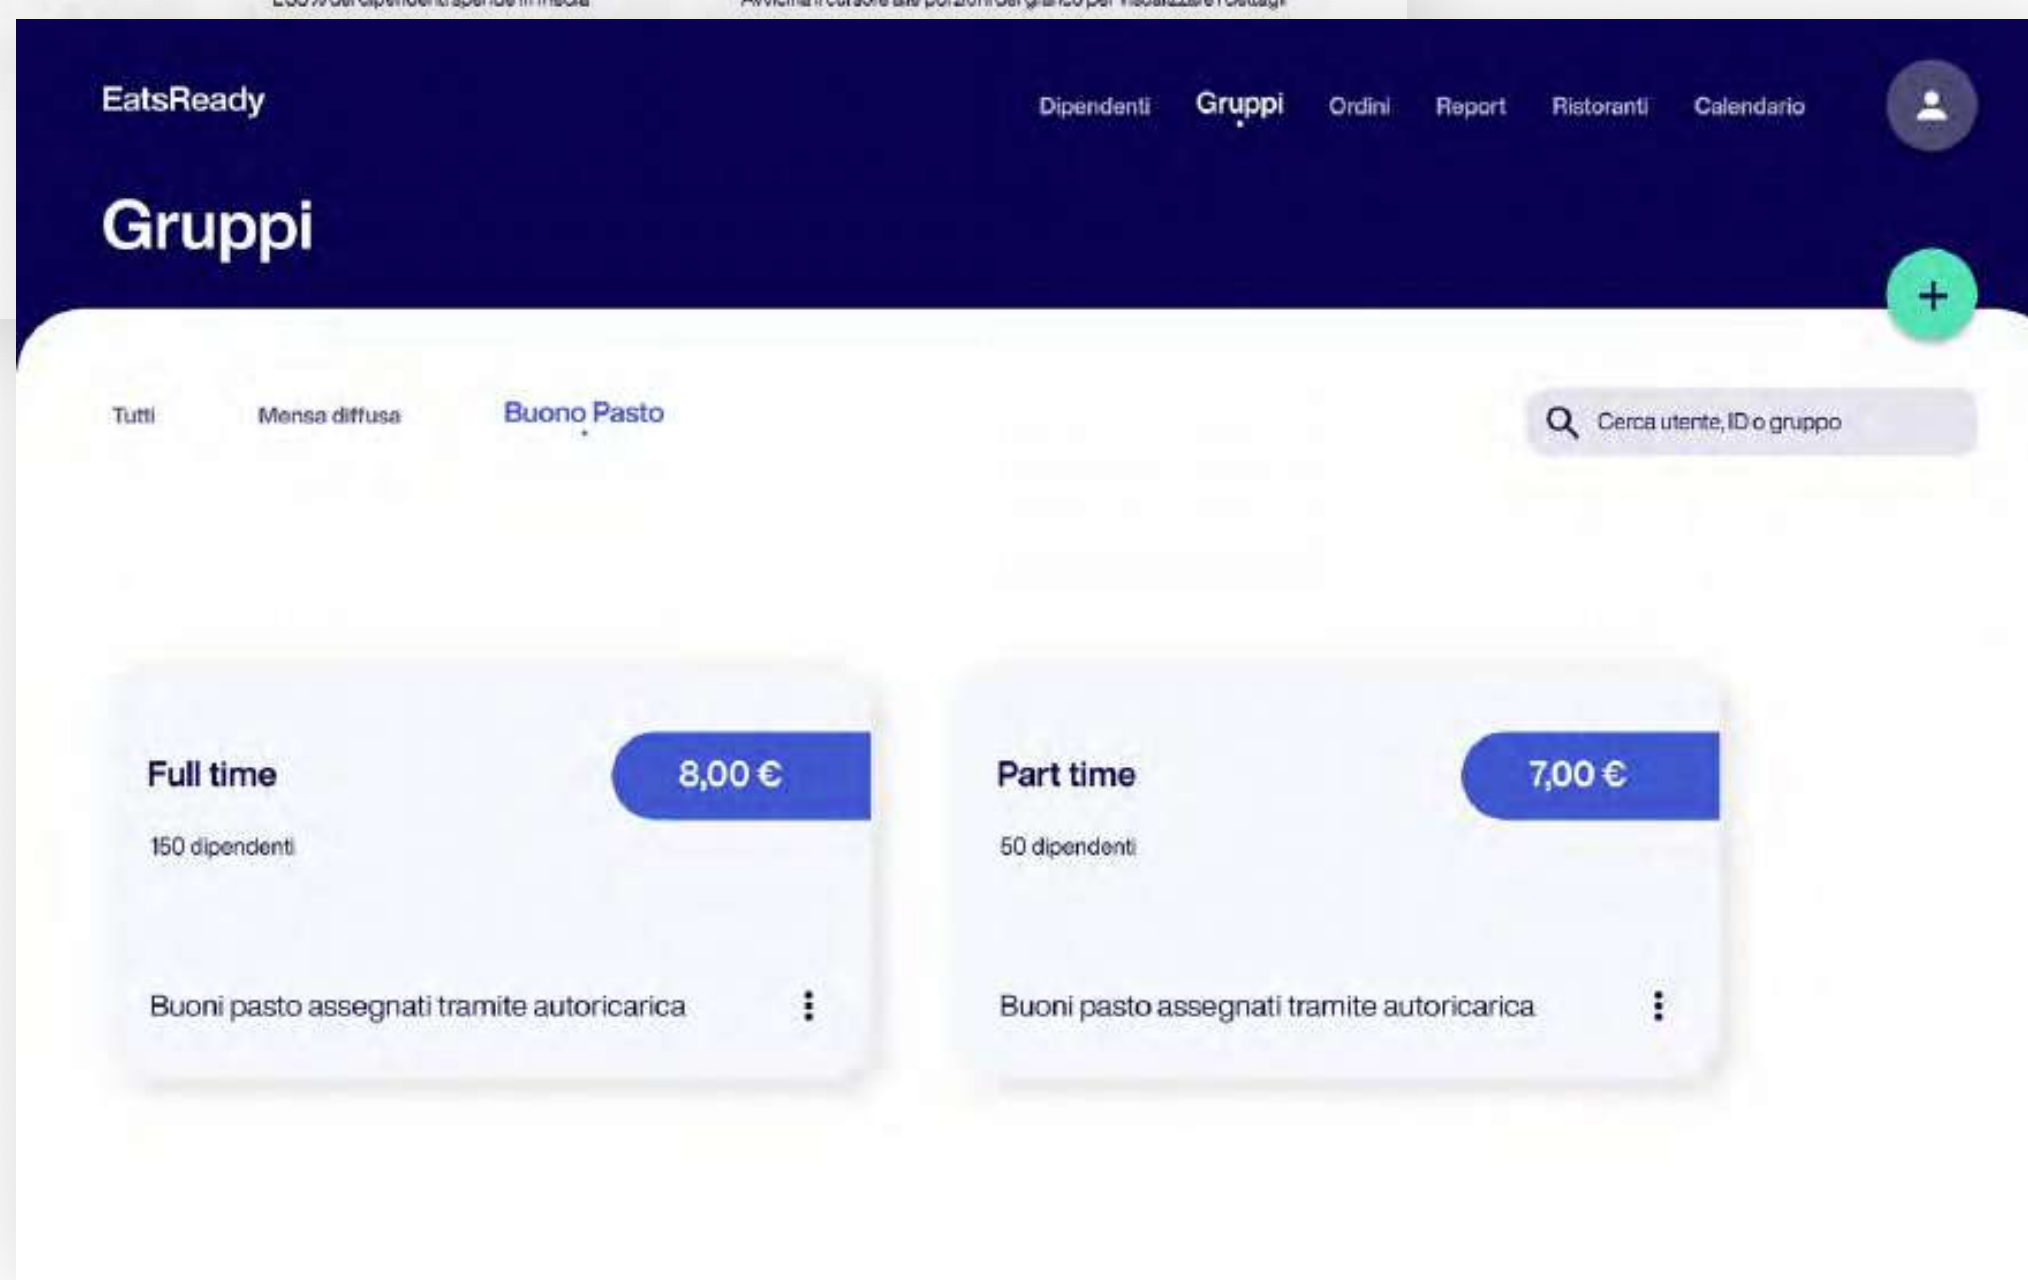 EatsReady
Dipendenti Gruppi Ordini Report Ristoranti Calendario
Gruppi
+
Tutti Mensa diffusa Buono Pasto
Cerca utente, ID o gruppo
Full time 8,00 €
150 dipendenti
Buoni pasto assegnati tramite autoricarica
Part time 7,00 €
50 dipendenti
Buoni pasto assegnati tramite autoricarica